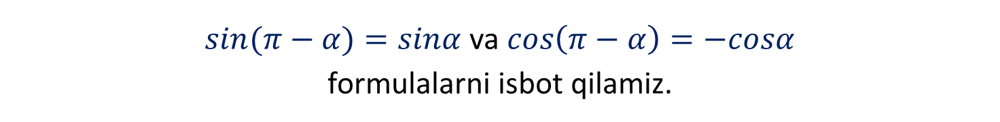 sin(π − α) = sinα va cos(π − α) = −cosα
formulalarni isbot qilamiz.